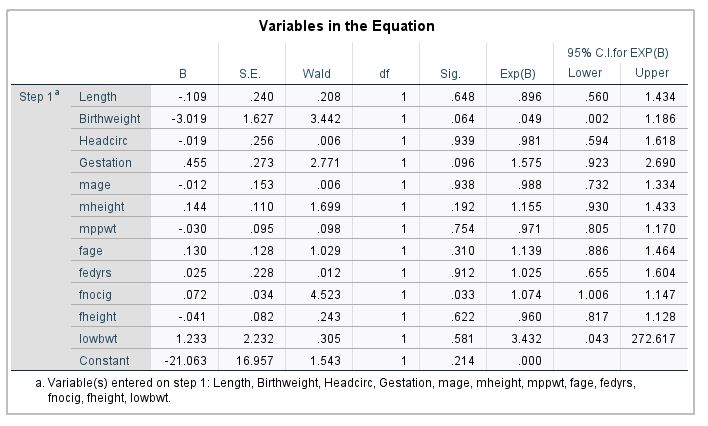 Variables in the Equation
95% C.I.for EXP(B)
B S.E. Wald df Sig. Exp(B) Lower Upper
Step 1a Length -.109 .240 .208 1 .648 .896 .560 1.434
Birthweight -3.019 1.627 3.442 1 .064 .049 .002 1.186
Headcirc -.019 .256 .006 1 .939 .981 .594 1.618
Gestation .455 .273 2.771 1 .096 1.575 .923 2.690
mage -.012 .153 .006 1 .938 .988 .732 1.334
mheight .144 .110 1.699 1 .192 1.155 .930 1.433
mppwt -.030 .095 .098 1 .754 .971 .805 1.170
fage .130 .128 1.029 1 .310 1.139 .886 1.464
fedyrs .025 .228 .012 1 .912 1.025 .655 1.604
fnocig .072 .034 4.523 1 .033 1.074 1.006 1.147
fheight -.041 .082 .243 1 .622 .960 .817 1.128
lowbwt 1.233 2.232 .305 1 .581 3.432 .043 272.617
Constant -21.063 16.957 1.543 1 .214 .000
a. Variable(s) entered on step 1: Length, Birthweight, Headcirc, Gestation, mage, mheight, mppwt, fage, fedyrs,
fnocig, fheight, lowbwt.